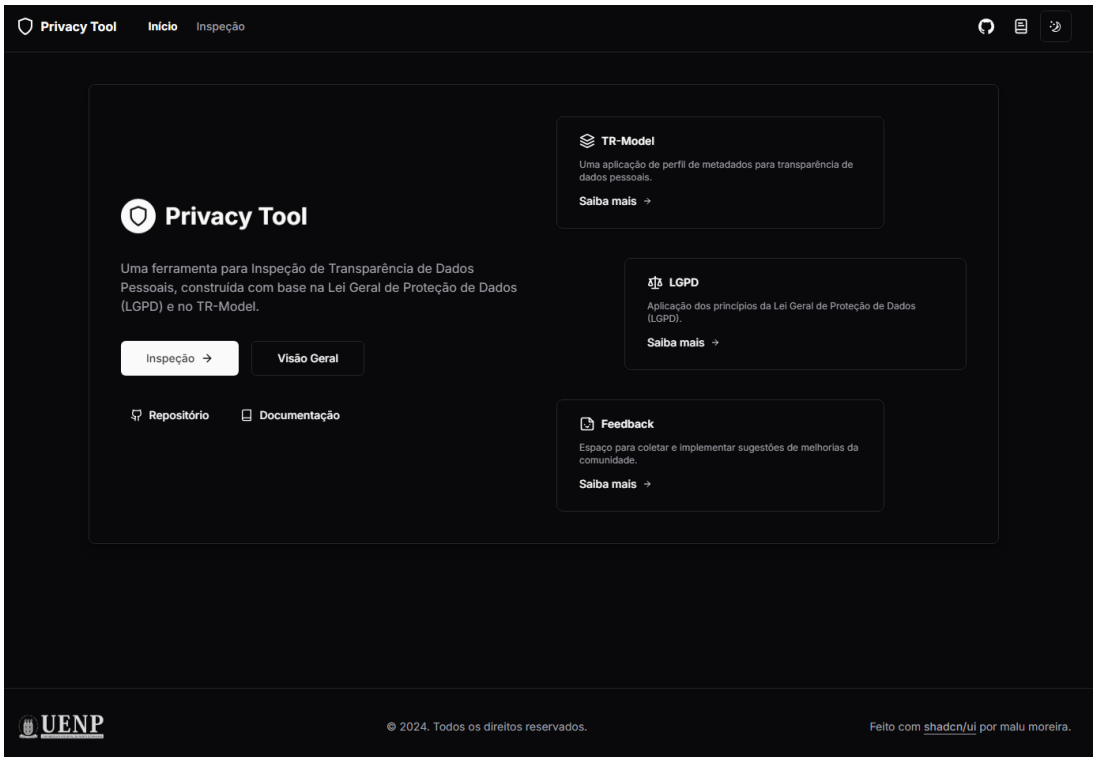 Privacy Tool
Início
Inspeção
Privacy Tool
Uma ferramenta para Inspeção de Transparência de Dados
Pessoais, construída com base na Lei Geral de Proteção de Dados
(LGPD) e no TR-Model.
Inspeção →
Visão Geral
Repositório
Documentação
TR-Model
Uma aplicação de perfil de metadados para transparência de
dados pessoais.
Saiba mais →
LGPD
Aplicação dos princípios da Lei Geral de Proteção de Dados
(LGPD).
Saiba mais →
Feedback
Espaço para coletar e implementar sugestões de melhorias da
comunidade.
Saiba mais →
UENP
© 2024. Todos os direitos reservados.
Feito com shadcn/ui por malu moreira.